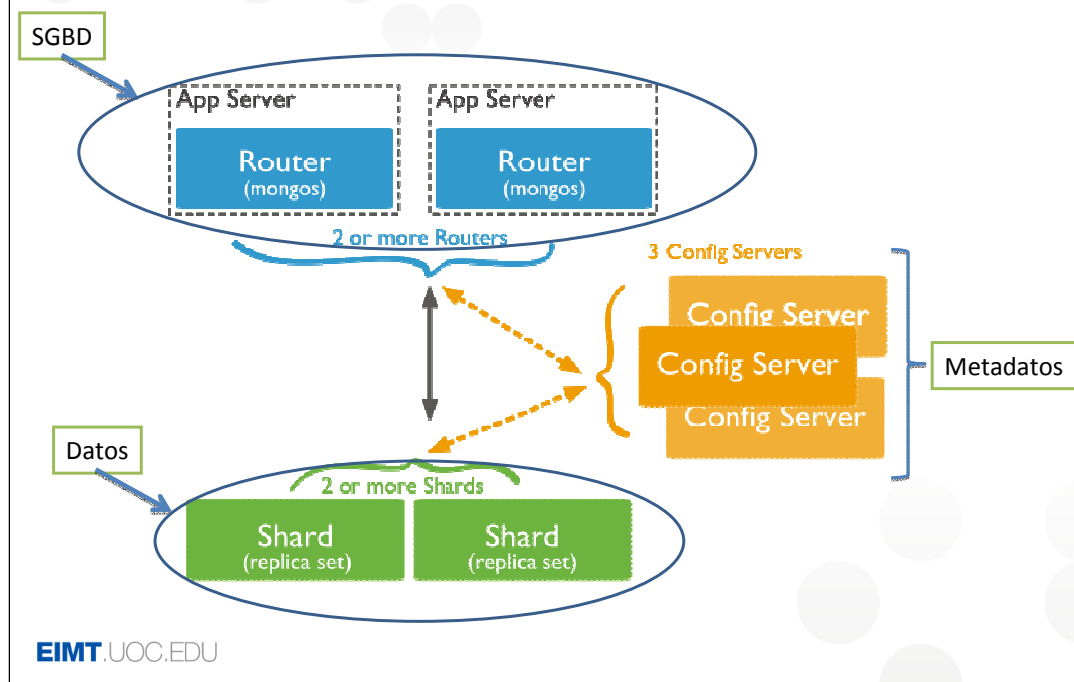 SGBD
App Server
App Server
Router
(mongos)
Router
(mongos)
2 or more Routers
3 Config Servers
Config Server
Config Server
Config Server
Metadatos
Datos
2 or more Shards
Shard
(replica set)
Shard
(replica set)
EIMT.UOC.EDU